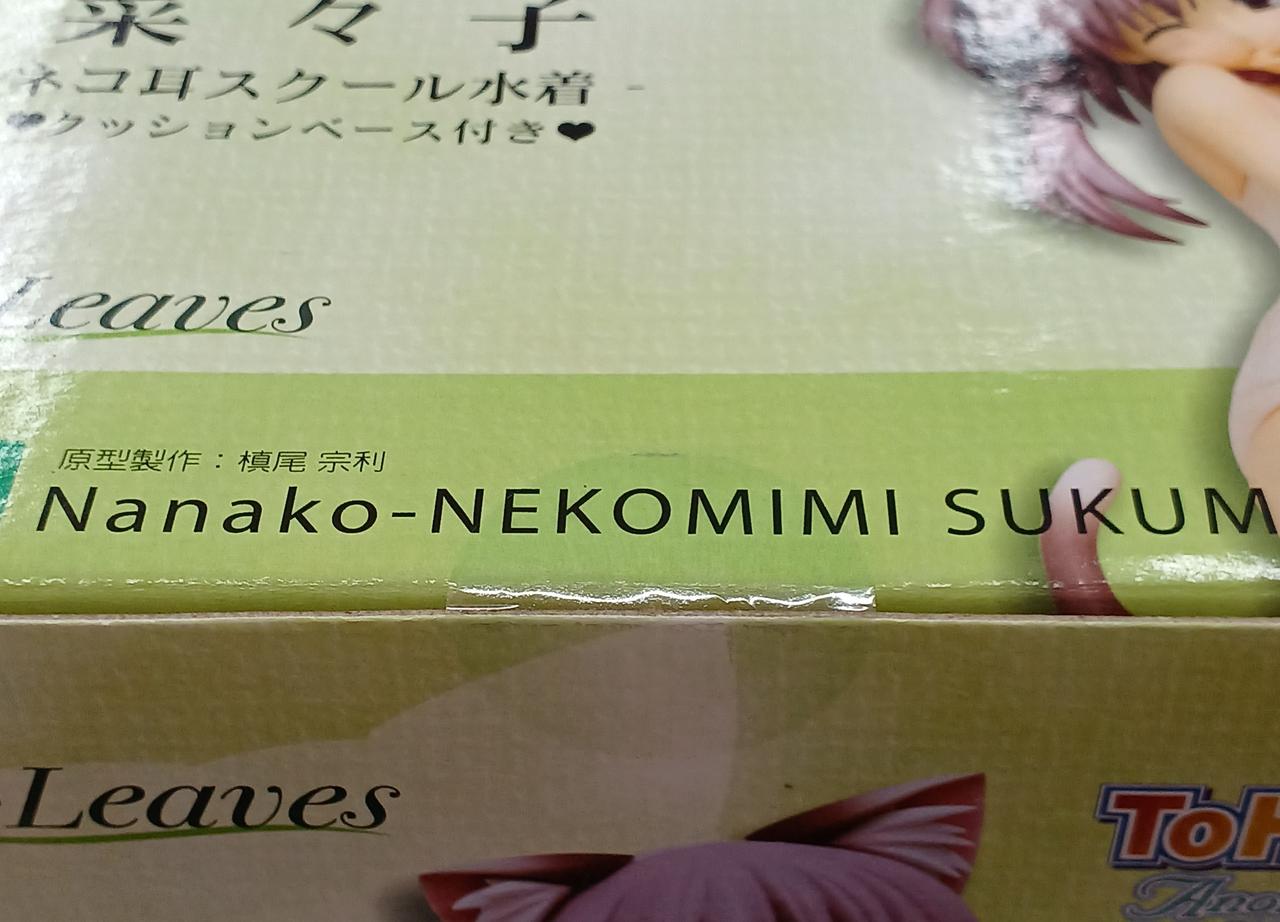 菜々子
ネコ耳スクール水着 -
♥クッションベース付き♥
Leaves
原型製作：槙尾 宗利
Nanako-NEKOMIMI SUKUM
Leaves
ToH
Ano